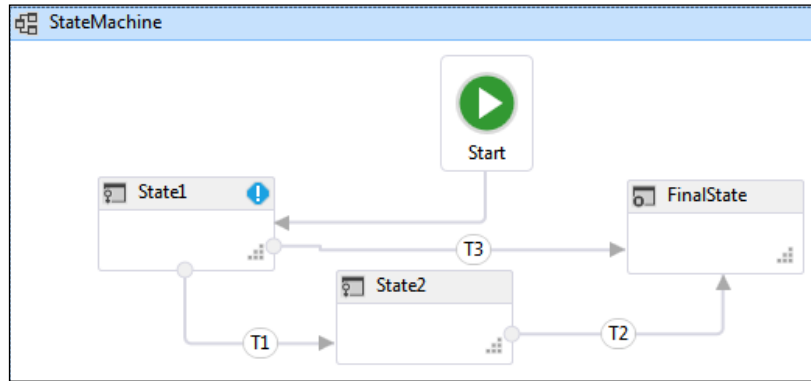 StateMachine
Start
State1
FinalState
T3
State2
T2
T1